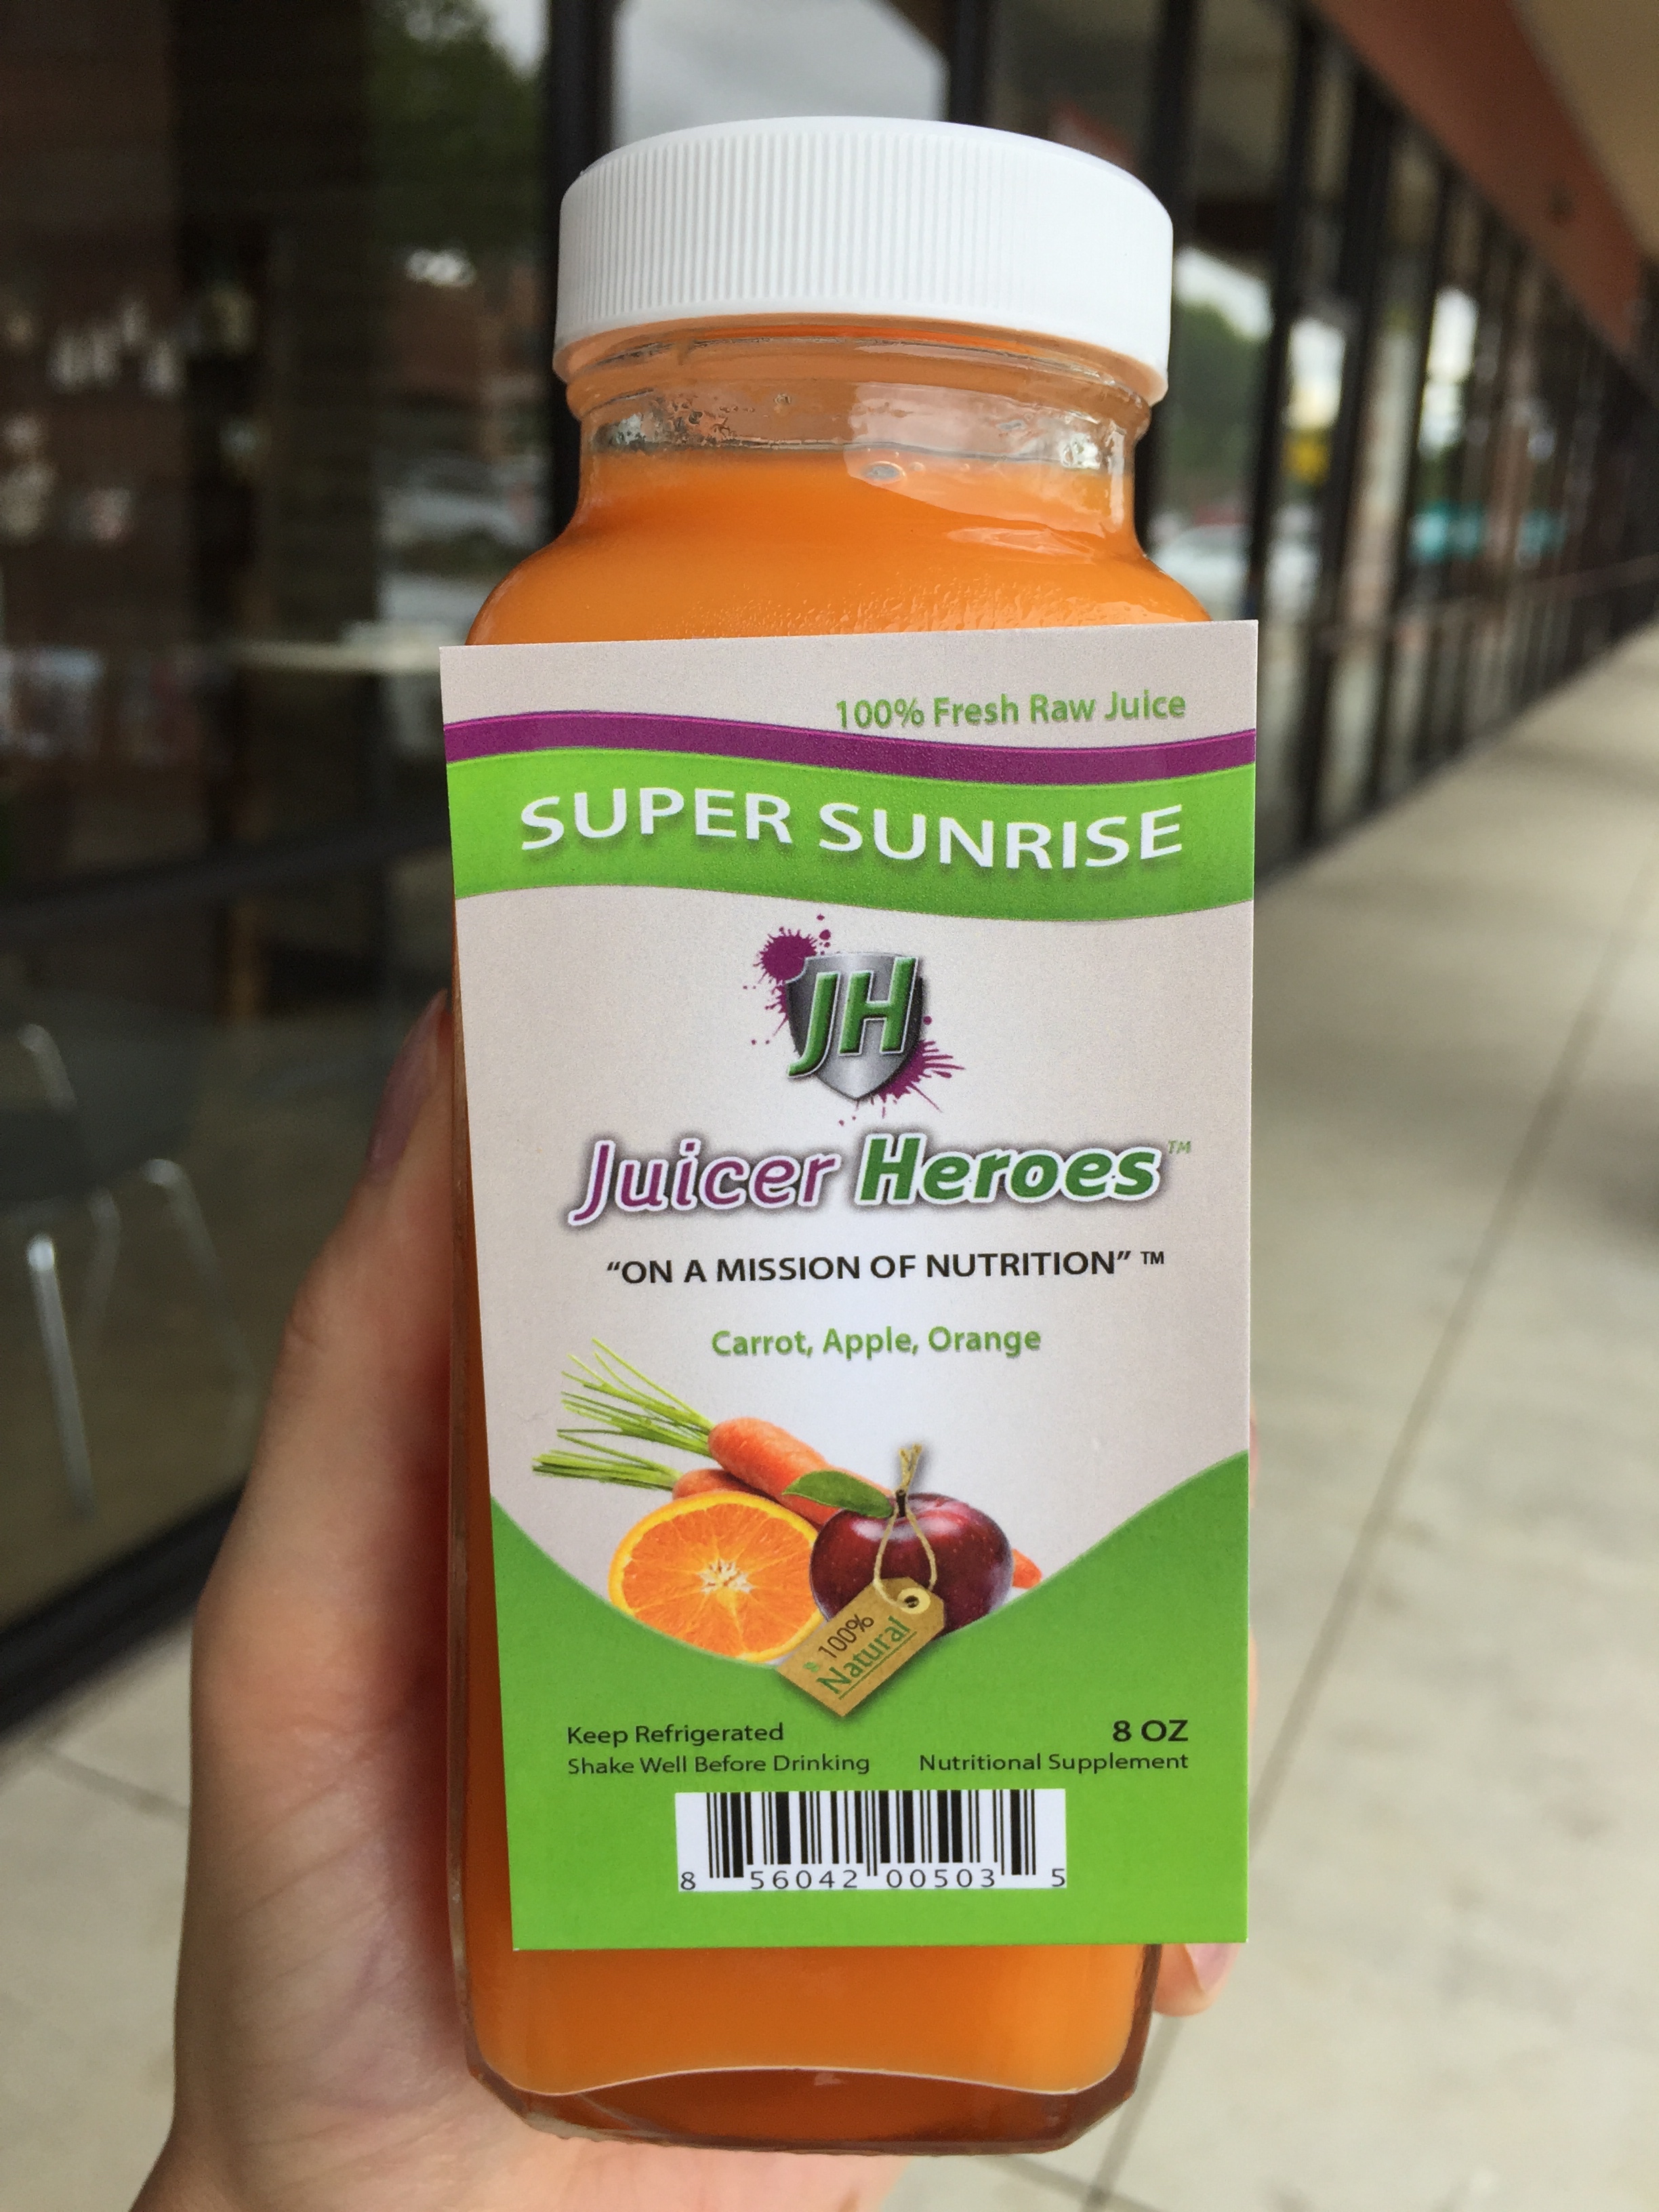 100% Fresh Raw Juice
SUPER SUNRISE
JH
Juicer Heroes™
“ON A MISSION OF NUTRITION” ™
Carrot, Apple, Orange
100%
Natural
Keep Refrigerated
8 OZ
Shake Well Before Drinking
Nutritional Supplement
8 56042 00503 5